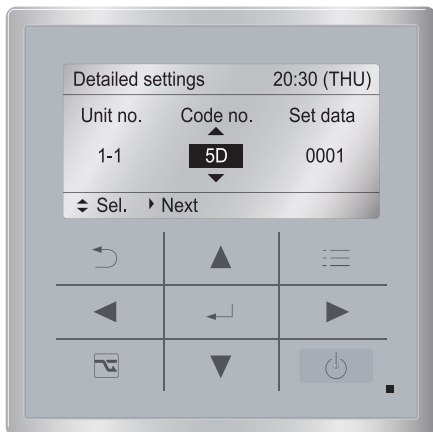 Detailed settings 20:30 (THU)
Unit no. Code no. Set data
1-1 5D 0001
Sel. Next